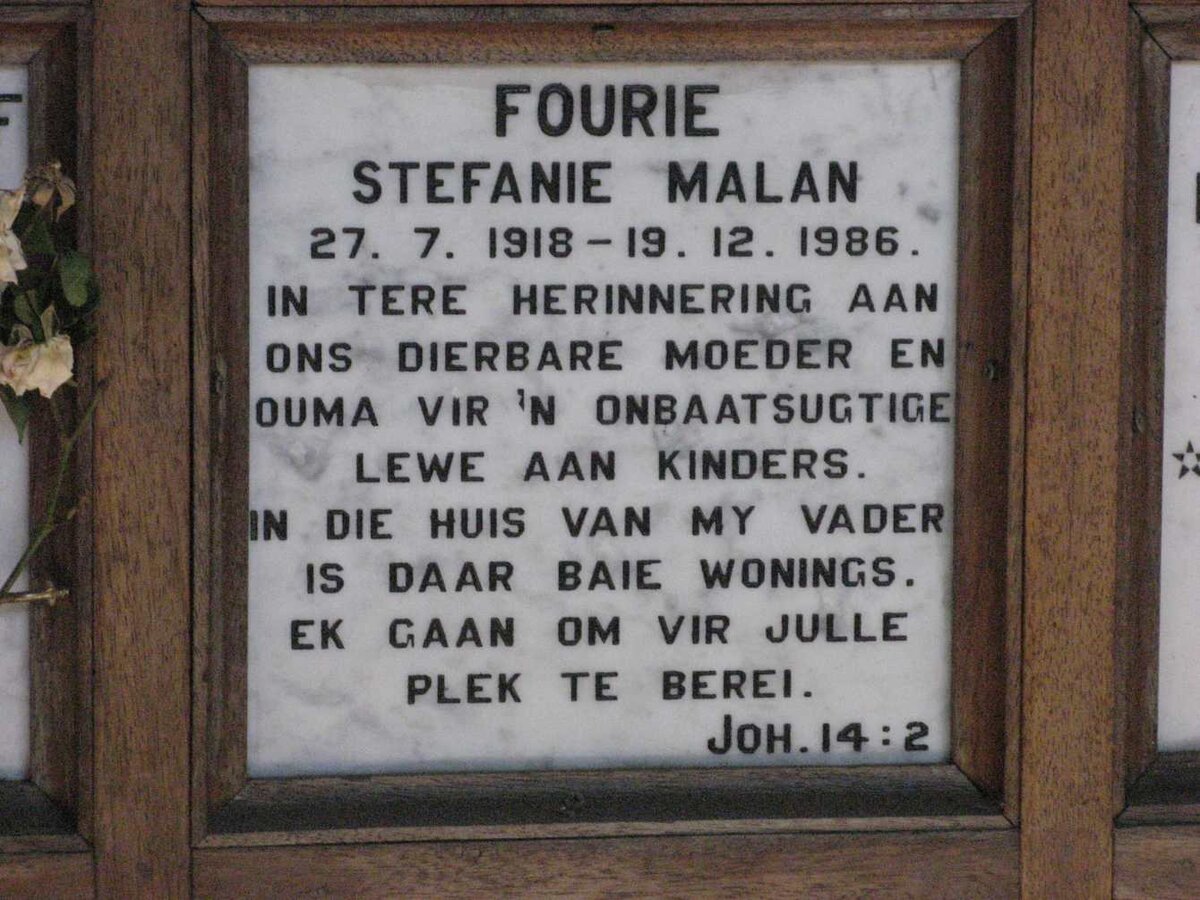 FOURIE
STEFANIE MALAN
27. 7. 1918 – 19. 12. 1986.
IN TERE HERINNERING AAN
ONS DIERBARE MOEDER EN
OUMA VIR 'N ONBAATSUGTIGE
LEWE AAN KINDERS.
IN DIE HUIS VAN MY VADER
IS DAAR BAIE WONINGS.
EK GAAN OM VIR JULLE
PLEK TE BEREI.
JOH. 14 : 2